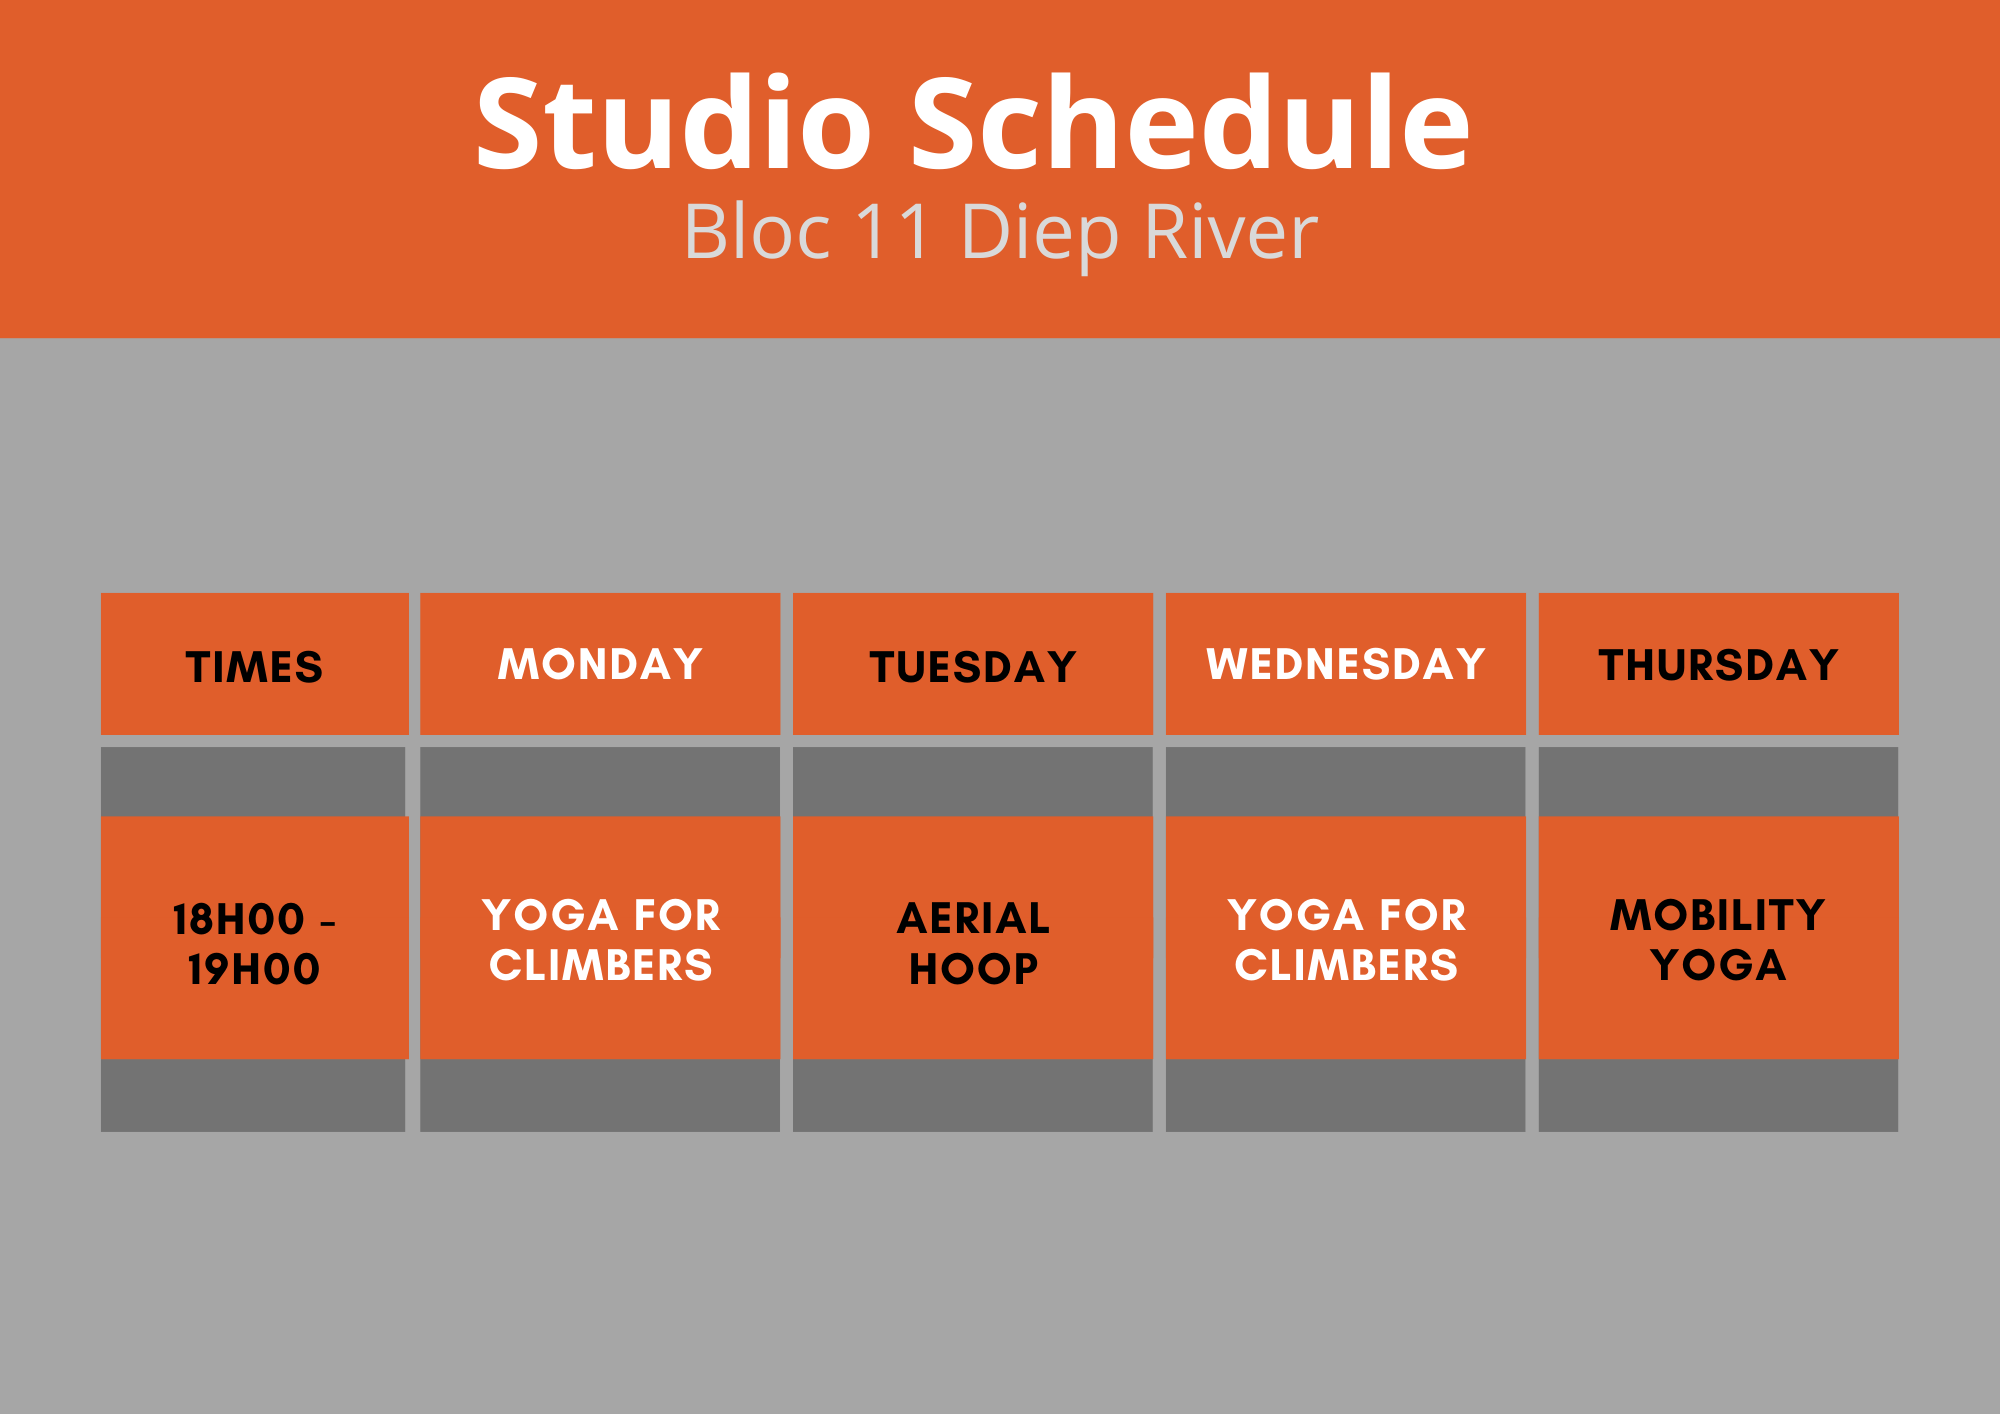 Studio Schedule
Bloc 11 Diep River
TIMES
MONDAY
TUESDAY
WEDNESDAY
THURSDAY
18H00 -
19H00
YOGA FOR
CLIMBERS
AERIAL
HOOP
YOGA FOR
CLIMBERS
MOBILITY
YOGA